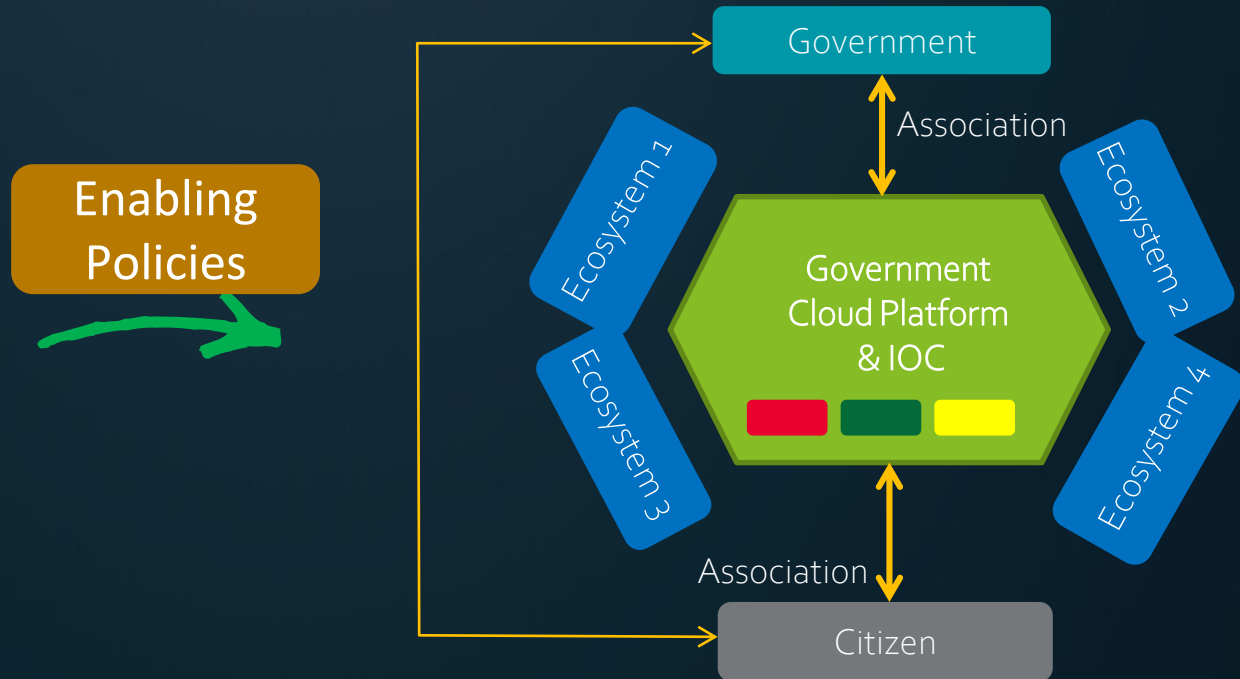 Government
Association
Enabling
Policies
Ecosystem 1
Ecosystem 2
Government
Cloud Platform
& IOC
Ecosystem 3
Ecosystem 4
Association
Citizen